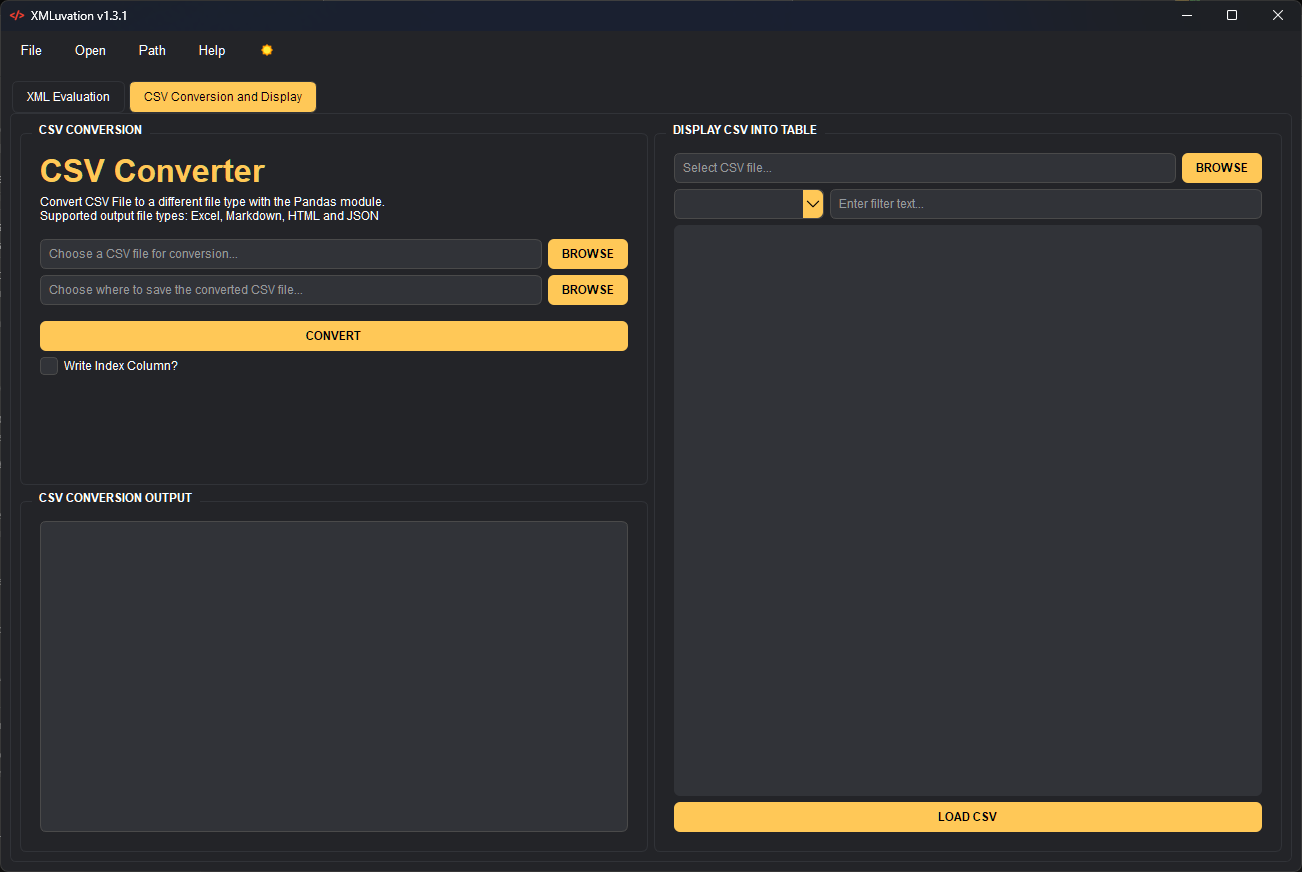 XMLuvation v1.3.1
File Open Path Help
XML Evaluation CSV Conversion and Display
CSV CONVERSION
CSV Converter
Convert CSV File to a different file type with the Pandas module.
Supported output file types: Excel, Markdown, HTML and JSON
Choose a CSV file for conversion... BROWSE
Choose where to save the converted CSV file... BROWSE
CONVERT
Write Index Column?
CSV CONVERSION OUTPUT
DISPLAY CSV INTO TABLE
Select CSV file... BROWSE
Enter filter text...
LOAD CSV